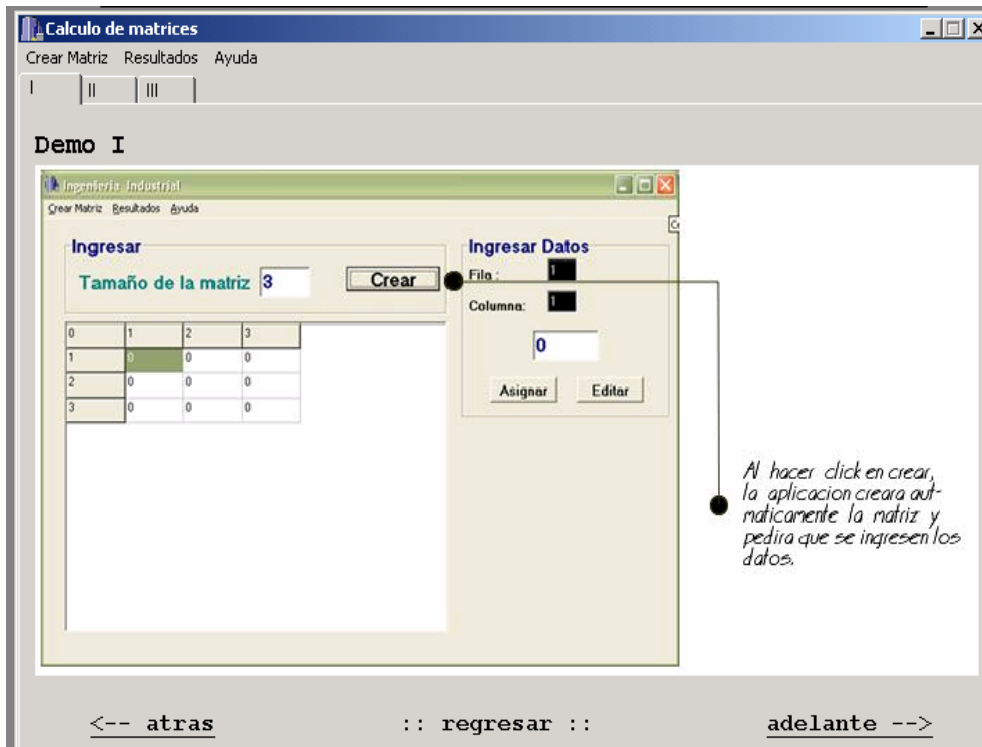 Calculo de matrices
Crear Matriz Resultados Ayuda
I II III
Demo I
Ingenieria Industrial
Crear Matriz Resultados Ayuda
Ingresar
Tamaño de la matriz 3 Crear
Ingresar Datos
Fila : 1
Columna: 1
0
Asignar Editar
0 1 2 3
1 0 0 0
2 0 0 0
3 0 0 0
Al hacer click en crear,
la aplicacion creara aut-
maticamente la matriz y
pedira que se ingresen los
datos.
<-- atras :: regresar :: adelante -->